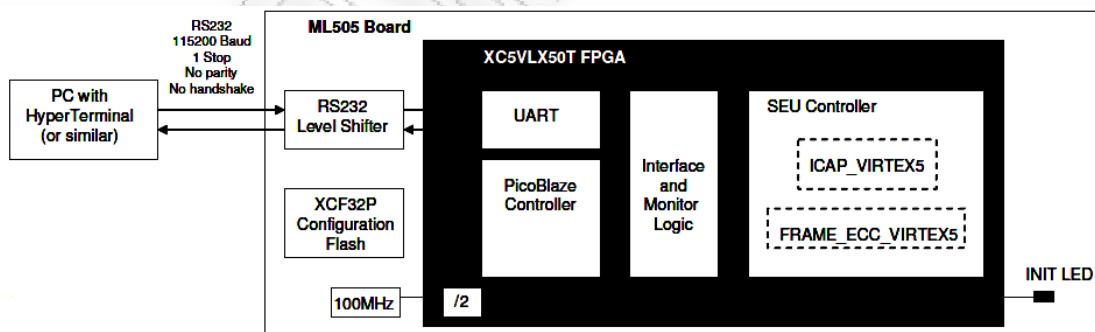 RS232
115200 Baud
1 Stop
No parity
No handshake
ML505 Board
XC5VLX50T FPGA
PC with
HyperTerminal
(or similar)
RS232
Level Shifter
UART
PicoBlaze
Controller
Interface
and
Monitor
Logic
SEU Controller
ICAP_VIRTEX5
FRAME_ECC_VIRTEX5
XCF32P
Configuration
Flash
100MHz
/2
INIT LED